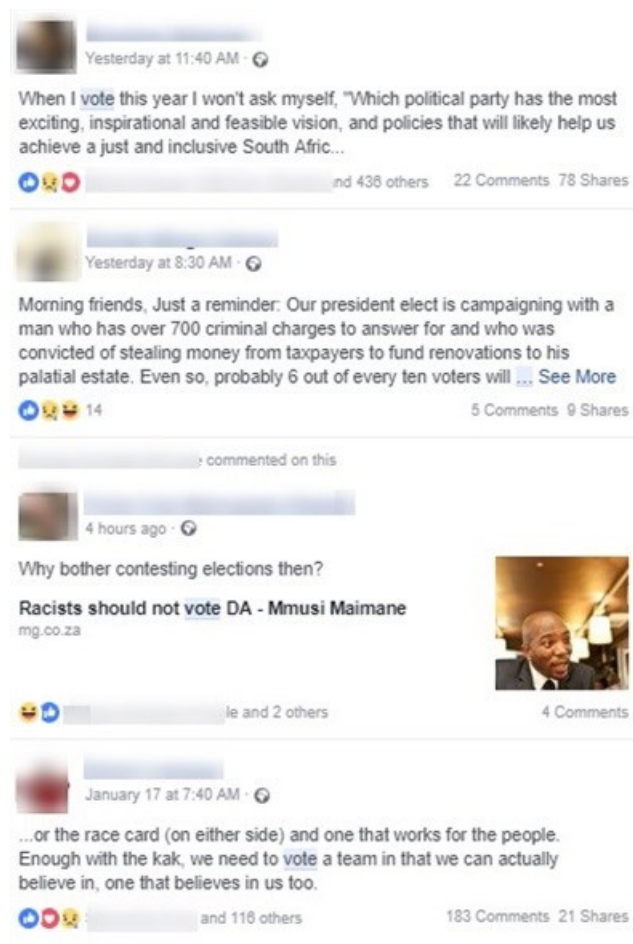 Yesterday at 11:40 AM ·
When I vote this year I won't ask myself, "Which political party has the most
exciting, inspirational and feasible vision, and policies that will likely help us
achieve a just and inclusive South Afric...
nd 436 others 22 Comments 78 Shares
Yesterday at 8:30 AM ·
Morning friends, Just a reminder: Our president elect is campaigning with a
man who has over 700 criminal charges to answer for and who was
convicted of stealing money from taxpayers to fund renovations to his
palatial estate. Even so, probably 6 out of every ten voters will ... See More
14 5 Comments 9 Shares
commented on this
4 hours ago ·
Why bother contesting elections then?
Racists should not vote DA - Mmusi Maimane
mg.co.za
le and 2 others 4 Comments
January 17 at 7:40 AM ·
...or the race card (on either side) and one that works for the people.
Enough with the kak, we need to vote a team in that we can actually
believe in, one that believes in us too.
and 116 others 183 Comments 21 Shares